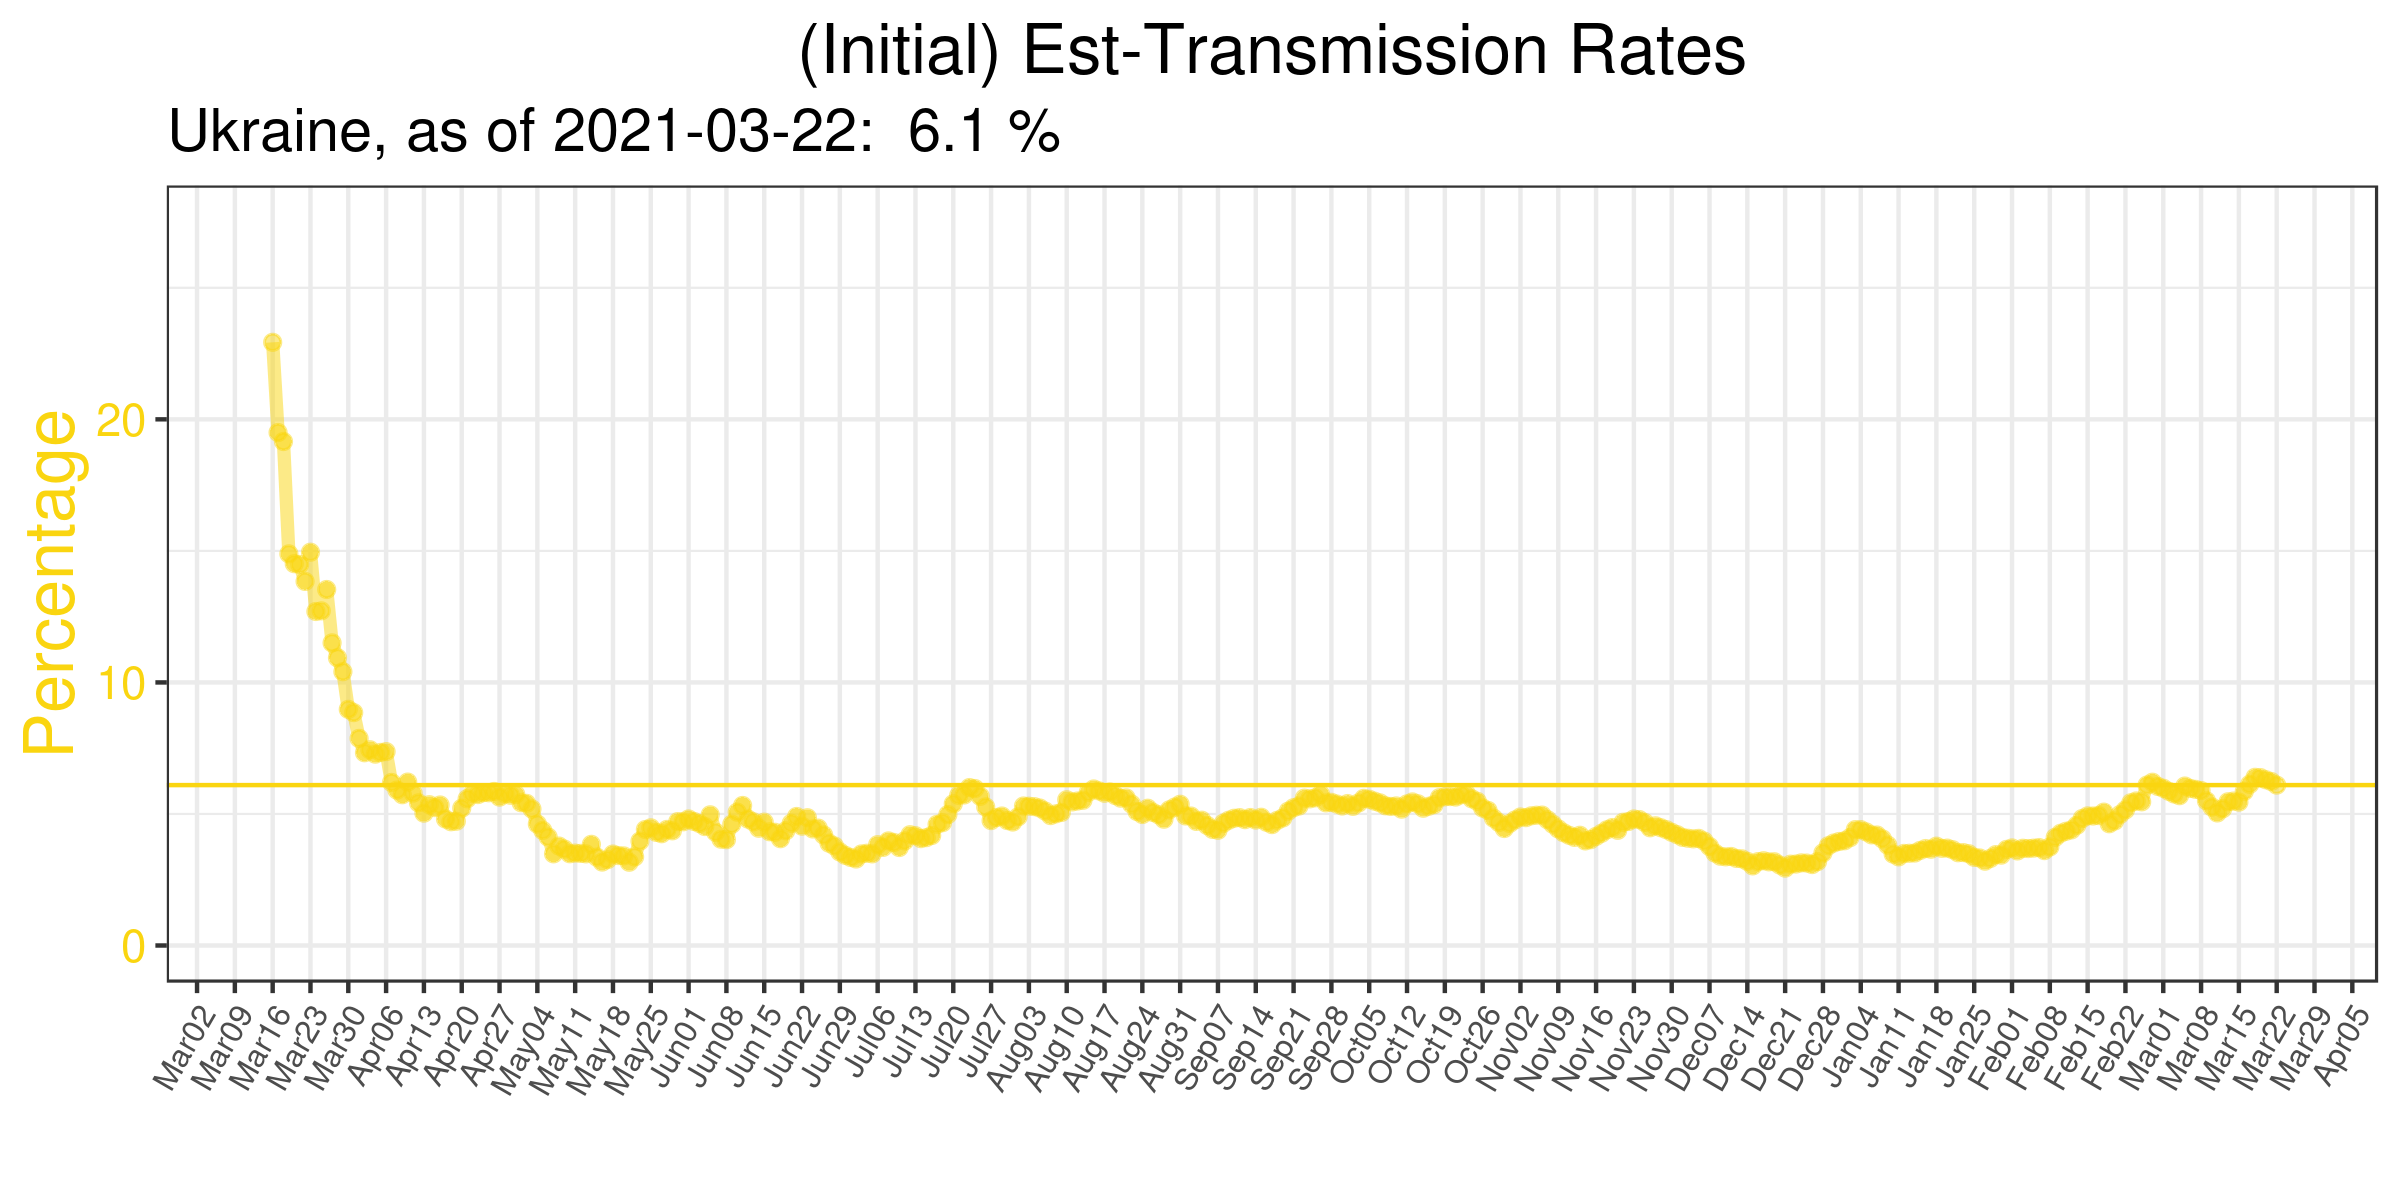 (Initial) Est-Transmission Rates
Ukraine, as of 2021-03-22:  6.1 %
Percentage
20
10
0
Mar02
Mar09
Mar16
Mar23
Mar30
Apr06
Apr13
Apr20
Apr27
May04
May11
May18
May25
Jun01
Jun08
Jun15
Jun22
Jun29
Jul06
Jul13
Jul20
Jul27
Aug03
Aug10
Aug17
Aug24
Aug31
Sep07
Sep14
Sep21
Sep28
Oct05
Oct12
Oct19
Oct26
Nov02
Nov09
Nov16
Nov23
Nov30
Dec07
Dec14
Dec21
Dec28
Jan04
Jan11
Jan18
Jan25
Feb01
Feb08
Feb15
Feb22
Mar01
Mar08
Mar15
Mar22
Mar29
Apr05